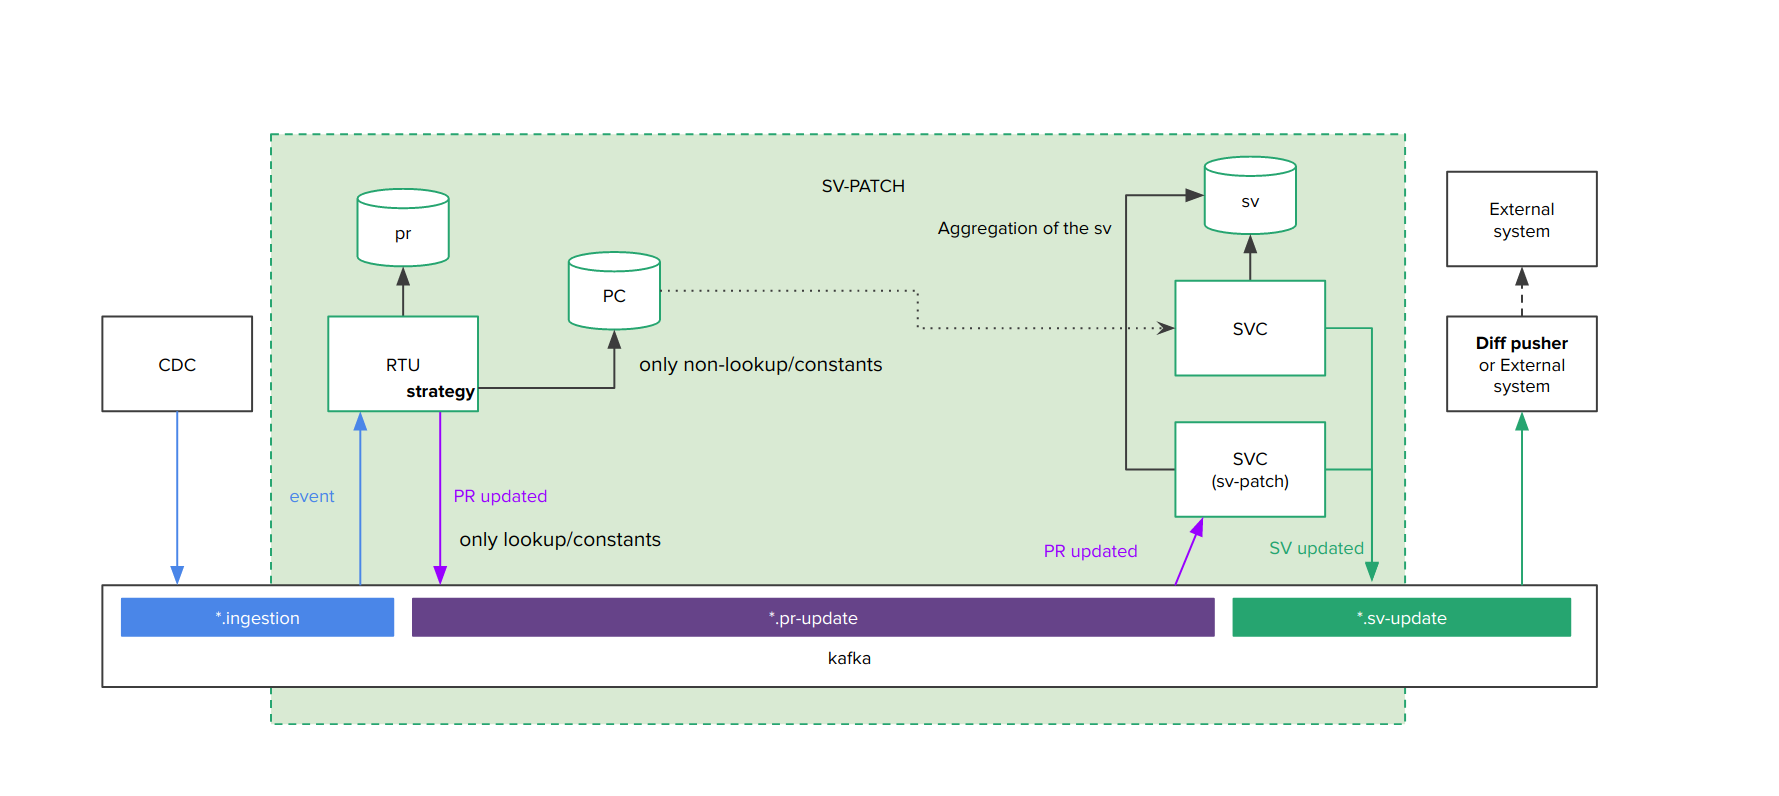 SV-PATCH
pr
sv
Aggregation of the sv
External
system
PC
CDC
RTU
strategy
only non-lookup/constants
SVC
Diff pusher
or External
system
SVC
(sv-patch)
event
PR updated
only lookup/constants
PR updated
SV updated
*.ingestion
*.pr-update
*.sv-update
kafka